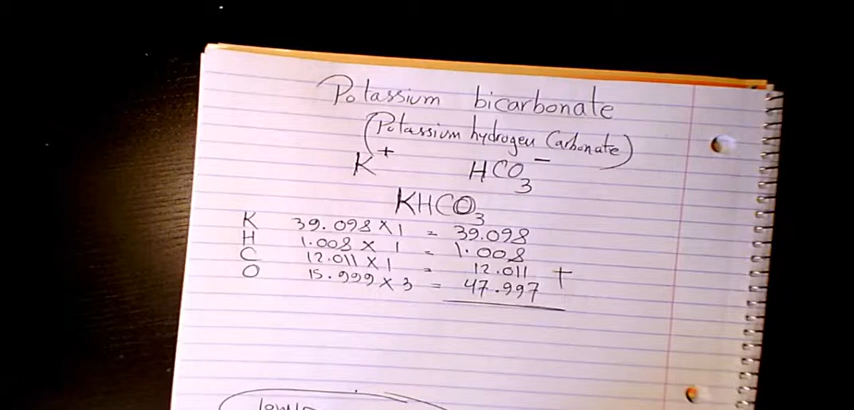 Potassium bicarbonate
(Potassium hydrogen Carbonate)
K+ HCO3−
KHCO3
K 39.098 × 1 = 39.098
H 1.008 × 1 = 1.008
C 12.011 × 1 = 12.011 +
O 15.999 × 3 = 47.997